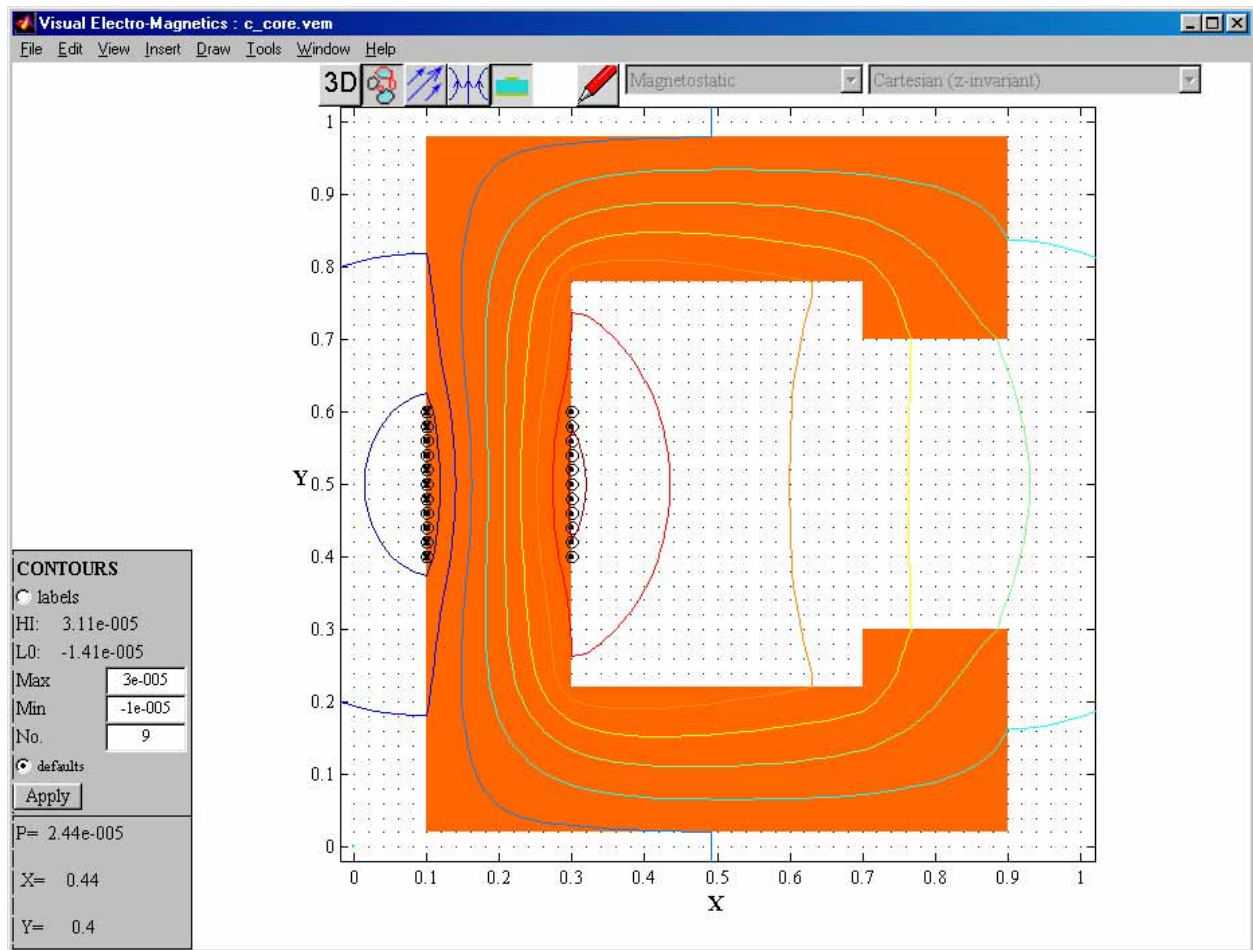 Visual Electro-Magnetics : c_core.vem
File Edit View Insert Draw Tools Window Help
3D Magnetostatic Cartesian (z-invariant)
1
0.9
0.8
0.7
0.6
Y 0.5
0.4
0.3
0.2
0.1
0
0 0.1 0.2 0.3 0.4 0.5 0.6 0.7 0.8 0.9 1
X
CONTOURS
labels
HI: 3.11e-005
L0: -1.41e-005
Max 3e-005
Min -1e-005
No. 9
defaults
Apply
P= 2.44e-005
X= 0.44
Y= 0.4